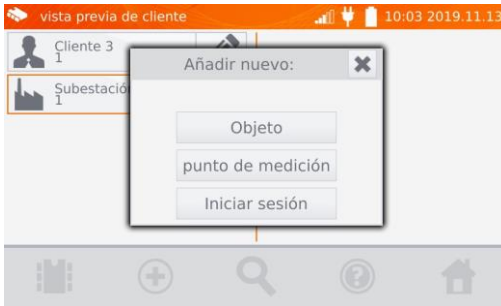 vista previa de cliente 10:03 2019.11.13
Cliente 3
1
Subestació
1
Añadir nuevo:
Objeto
punto de medición
Iniciar sesión